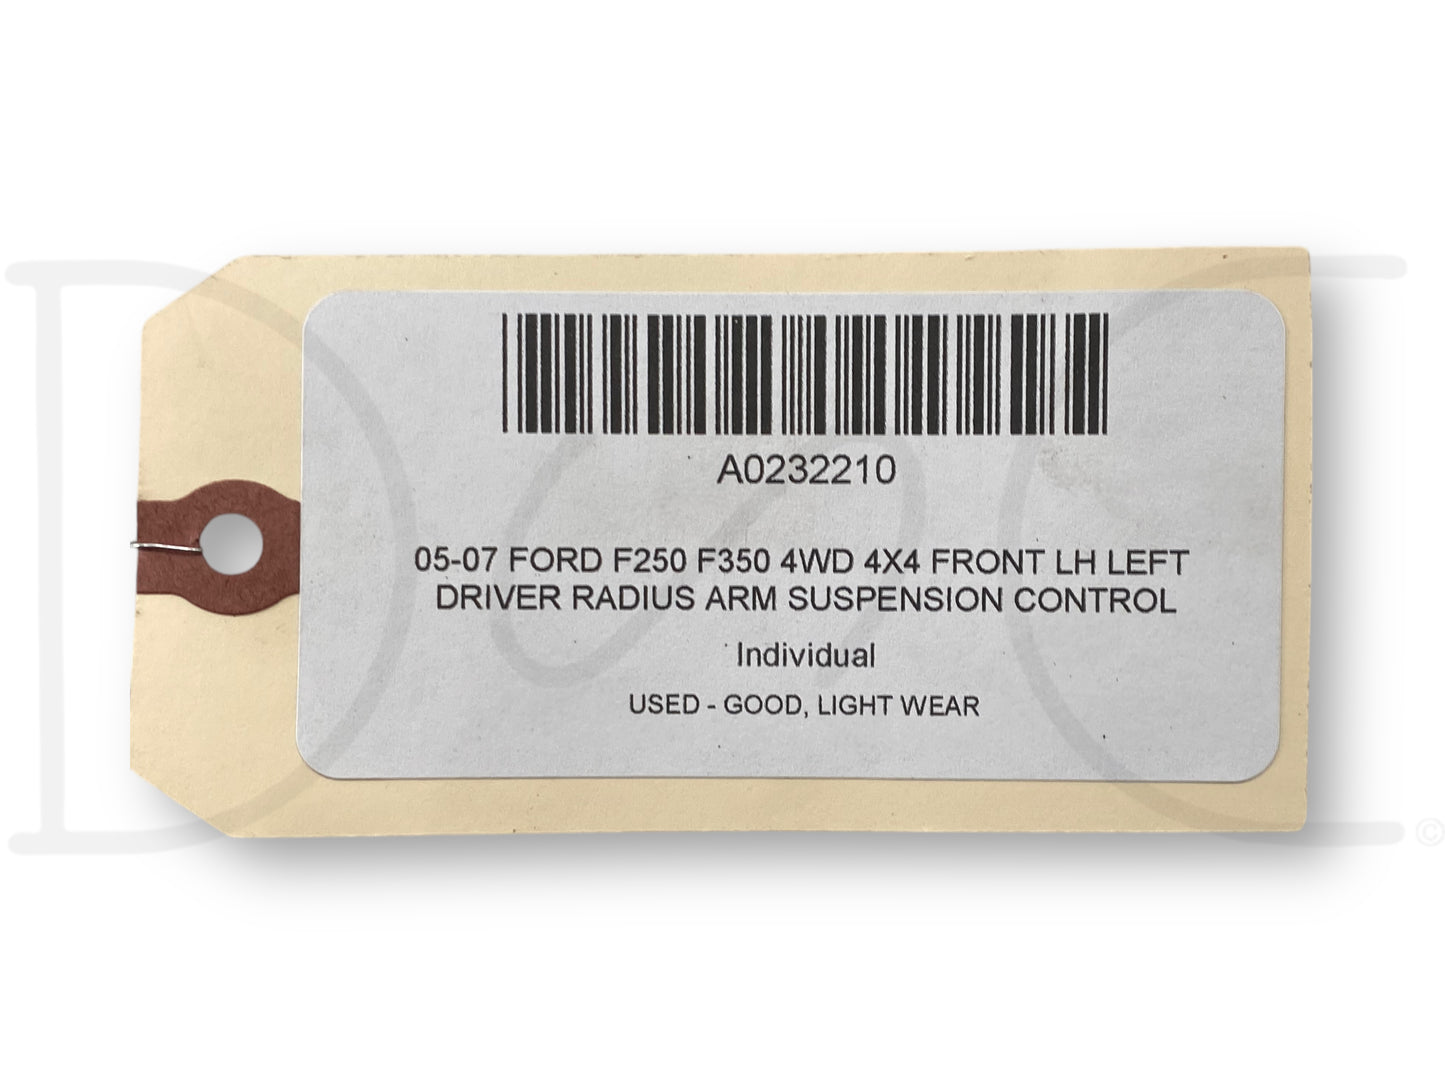 A0232210
05-07 FORD F250 F350 4WD 4X4 FRONT LH LEFT
DRIVER RADIUS ARM SUSPENSION CONTROL
Individual
USED - GOOD, LIGHT WEAR
©